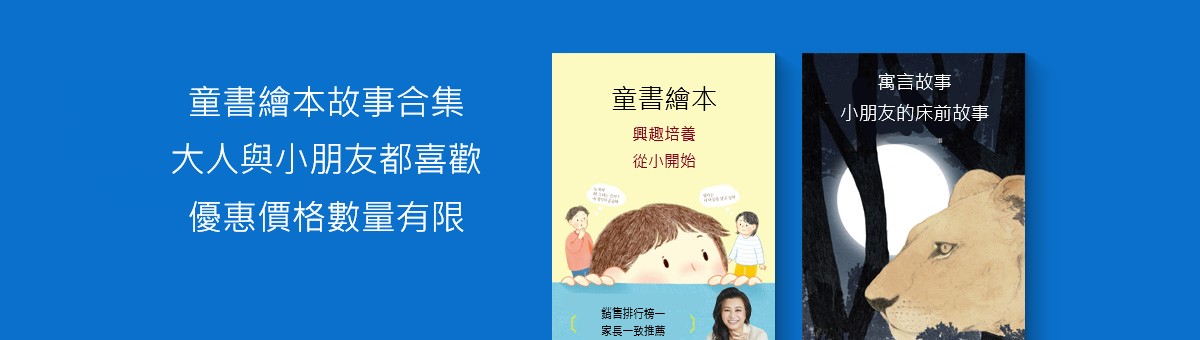 童書繪本故事合集
大人與小朋友都喜歡
優惠價格數量有限
童書繪本
興趣培養
從小開始
銷售排行榜一
家長一致推薦
寓言故事
小朋友的床前故事